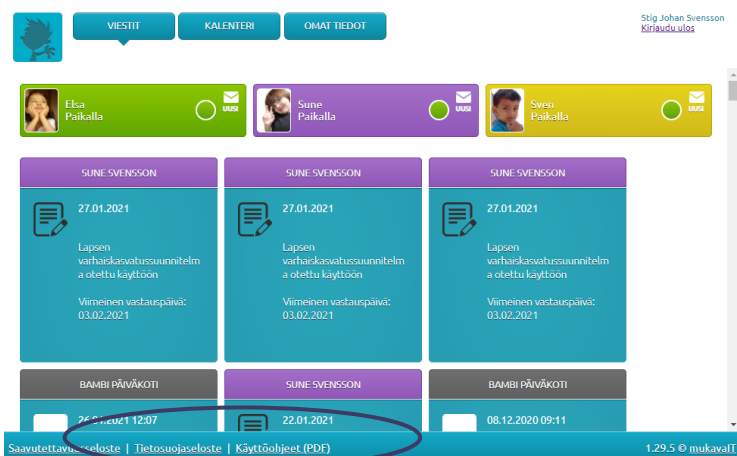 VIESTIT
KALENTERI
OMAT TIEDOT
Stig Johan Svensson
Kirjaudu ulos
Elsa
Paikalla
UUSI
Sune
Paikalla
UUSI
Sven
Paikalla
UUSI
SUNE SVENSSON
27.01.2021
Lapsen
varhaiskasvatussuunnitelm
a otettu käyttöön
Viimeinen vastauspäivä:
03.02.2021
SUNE SVENSSON
27.01.2021
Lapsen
varhaiskasvatussuunnitelm
a otettu käyttöön
Viimeinen vastauspäivä:
03.02.2021
SUNE SVENSSON
27.01.2021
Lapsen
varhaiskasvatussuunnitelm
a otettu käyttöön
Viimeinen vastauspäivä:
03.02.2021
BAMBI PÄIVÄKOTI
26.01.2021 12:07
SUNE SVENSSON
22.01.2021
BAMBI PÄIVÄKOTI
08.12.2020 09:11
Saavutettavuusseloste | Tietosuojaseloste | Käyttöohjeet (PDF)
1.29.5 © mukavaIT